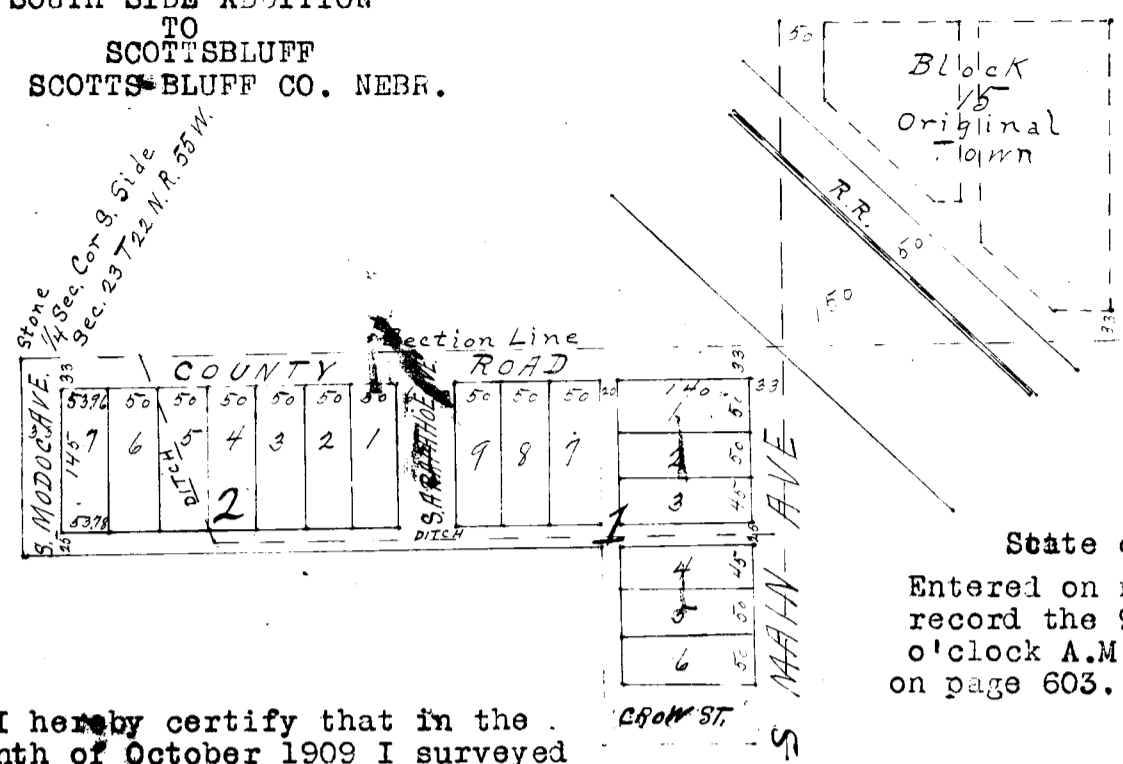 SOUTH SIDE ADDITION
TO
SCOTTSBLUFF
SCOTTS BLUFF CO. NEBR.
50
Block
15
Original
Town
R.R.
50
150
33
Stone
1/4 Sec. Cor S. Side
Sec. 23 T 22 N. R. 55 W.
Section Line
COUNTY ROAD
33
33
33
S. MODOC AVE.
53.96 50 50 50 50 50 50
145
7 6 5 4 3 2 1
DITCH
53.78
25
2
S. ARAPAHOE AVE.
50 50 50 20
9 8 7
DITCH
140
1 50
2 50
3 45
1
4 45
5 50
6 50
S MAIN AVE
CROW ST.
State
Entered on
record the
o'clock A.M
on page 603.
I hereby certify that in the
of October 1909 I surveyed